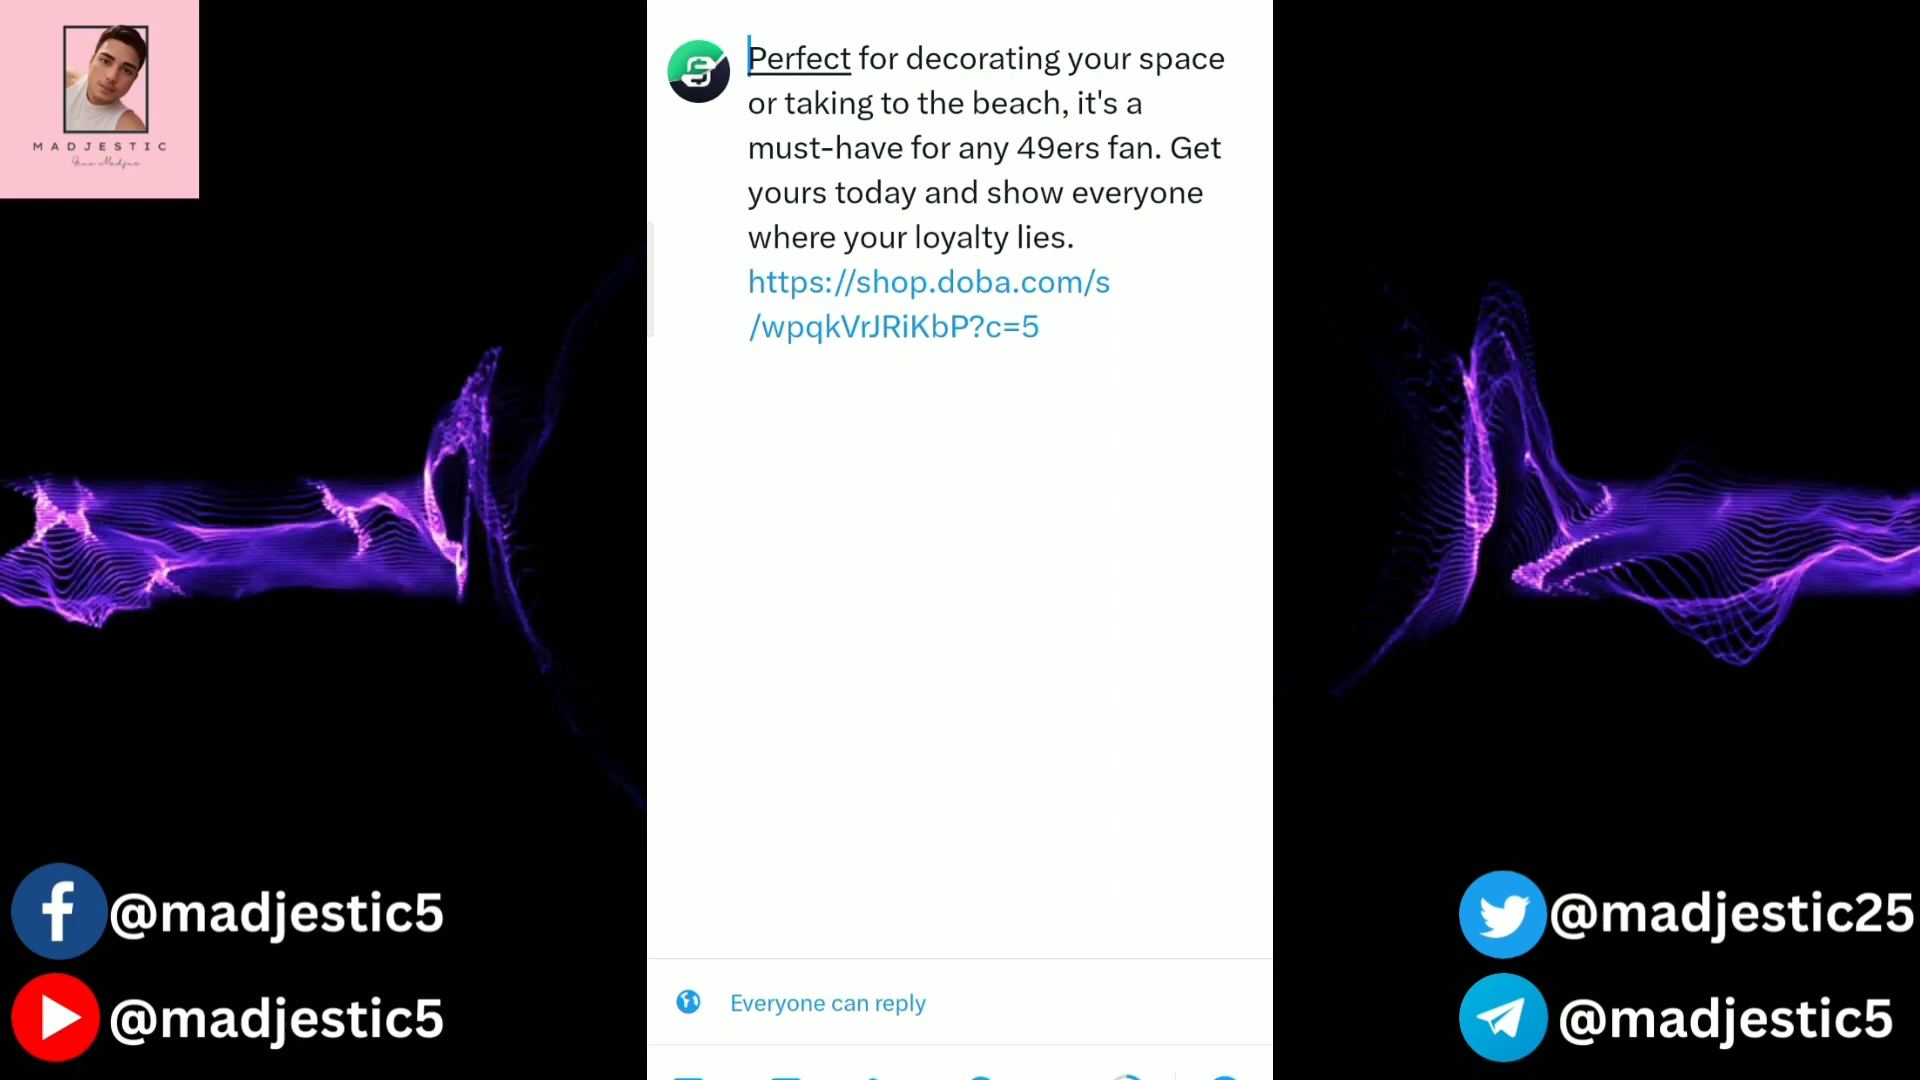 MADJESTIC
Perfect for decorating your space
or taking to the beach, it's a
must-have for any 49ers fan. Get
yours today and show everyone
where your loyalty lies.
https://shop.doba.com/s
/wpqkVrJRiKbP?c=5
Everyone can reply
@madjestic5
@madjestic5
@madjestic25
@madjestic5